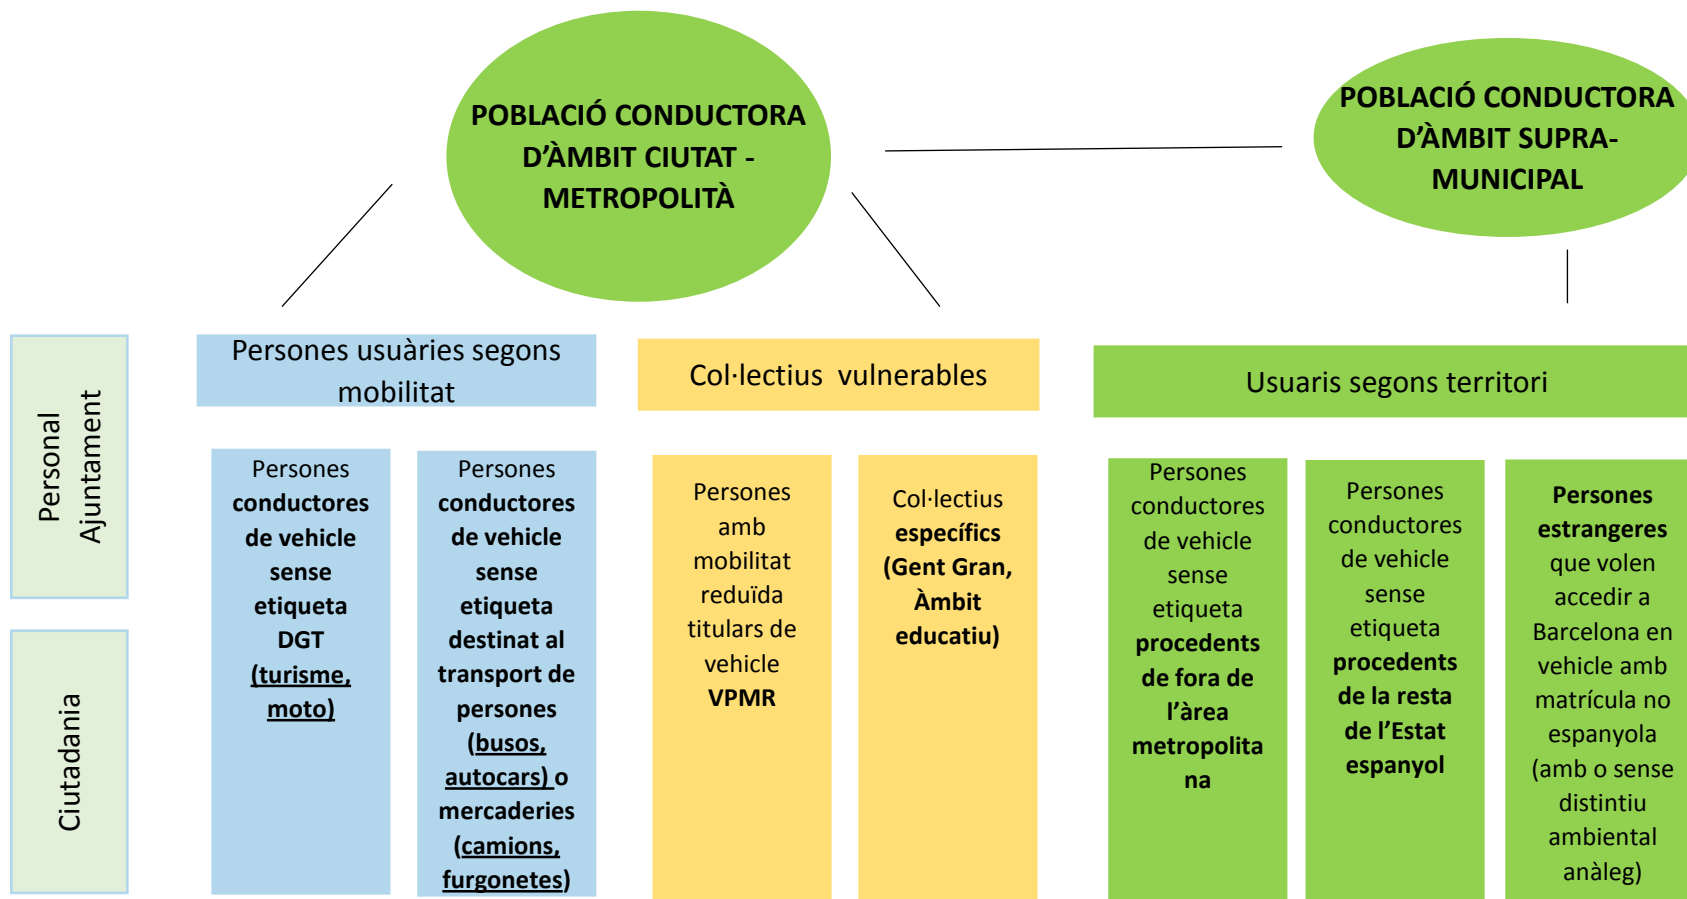 POBLACIÓ CONDUCTORA
D'ÀMBIT CIUTAT -
METROPOLITÀ
POBLACIÓ CONDUCTORA
D'ÀMBIT SUPRA-
MUNICIPAL
Personal
Ajuntament
Ciutadania
Persones usuàries segons
mobilitat
Col·lectius vulnerables
Usuaris segons territori
Persones
conductores
de vehicle
sense
etiqueta
DGT
(turisme,
moto)
Persones
conductores
de vehicle
sense
etiqueta
destinat al
transport de
persones
(busos,
autocars) o
mercaderies
(camions,
furgonetes)
Persones
amb
mobilitat
reduïda
titulars de
vehicle
VPMR
Col·lectius
específics
(Gent Gran,
Àmbit
educatiu)
Persones
conductores
de vehicle
sense
etiqueta
procedents
de fora de
l'àrea
metropolita
na
Persones
conductores
de vehicle
sense
etiqueta
procedents
de la resta
de l'Estat
espanyol
Persones
estrangeres
que volen
accedir a
Barcelona en
vehicle amb
matrícula no
espanyola
(amb o sense
distintiu
ambiental
anàleg)